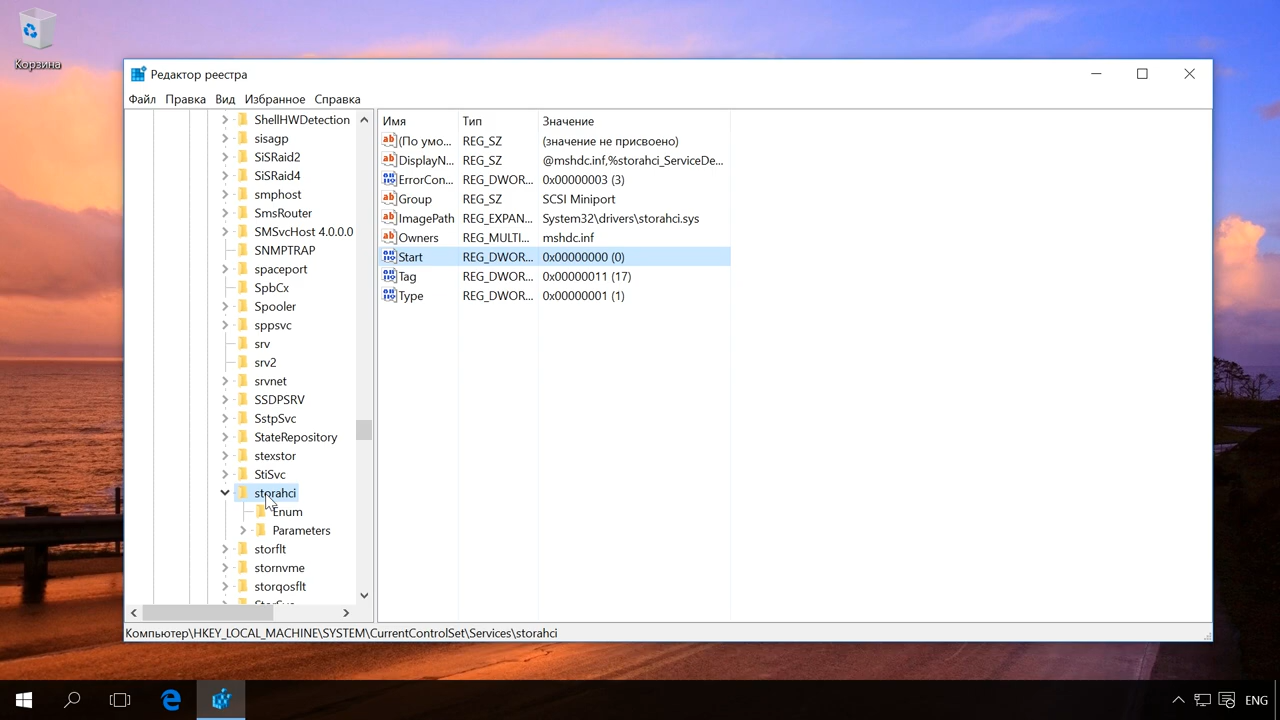 Корзина
Редактор реестра
Файл Правка Вид Избранное Справка
ShellHWDetection
sisagp
SiSRaid2
SiSRaid4
smphost
SmsRouter
SMSvcHost 4.0.0.0
SNMPTRAP
spaceport
SpbCx
Spooler
sppsvc
srv
srv2
srvnet
SSDPSRV
SstpSvc
StateRepository
stexstor
StiSvc
storahci
Enum
Parameters
storflt
stornvme
storqosflt
Имя Тип Значение
(По умо... REG_SZ (значение не присвоено)
DisplayN... REG_SZ @mshdc.inf,%storahci_ServiceDe...
ErrorCon... REG_DWOR... 0x00000003 (3)
Group REG_SZ SCSI Miniport
ImagePath REG_EXPAN... System32\drivers\storahci.sys
Owners REG_MULTI... mshdc.inf
Start REG_DWOR... 0x00000000 (0)
Tag REG_DWOR... 0x00000011 (17)
Type REG_DWOR... 0x00000001 (1)
Компьютер\HKEY_LOCAL_MACHINE\SYSTEM\CurrentControlSet\Services\storahci
ENG